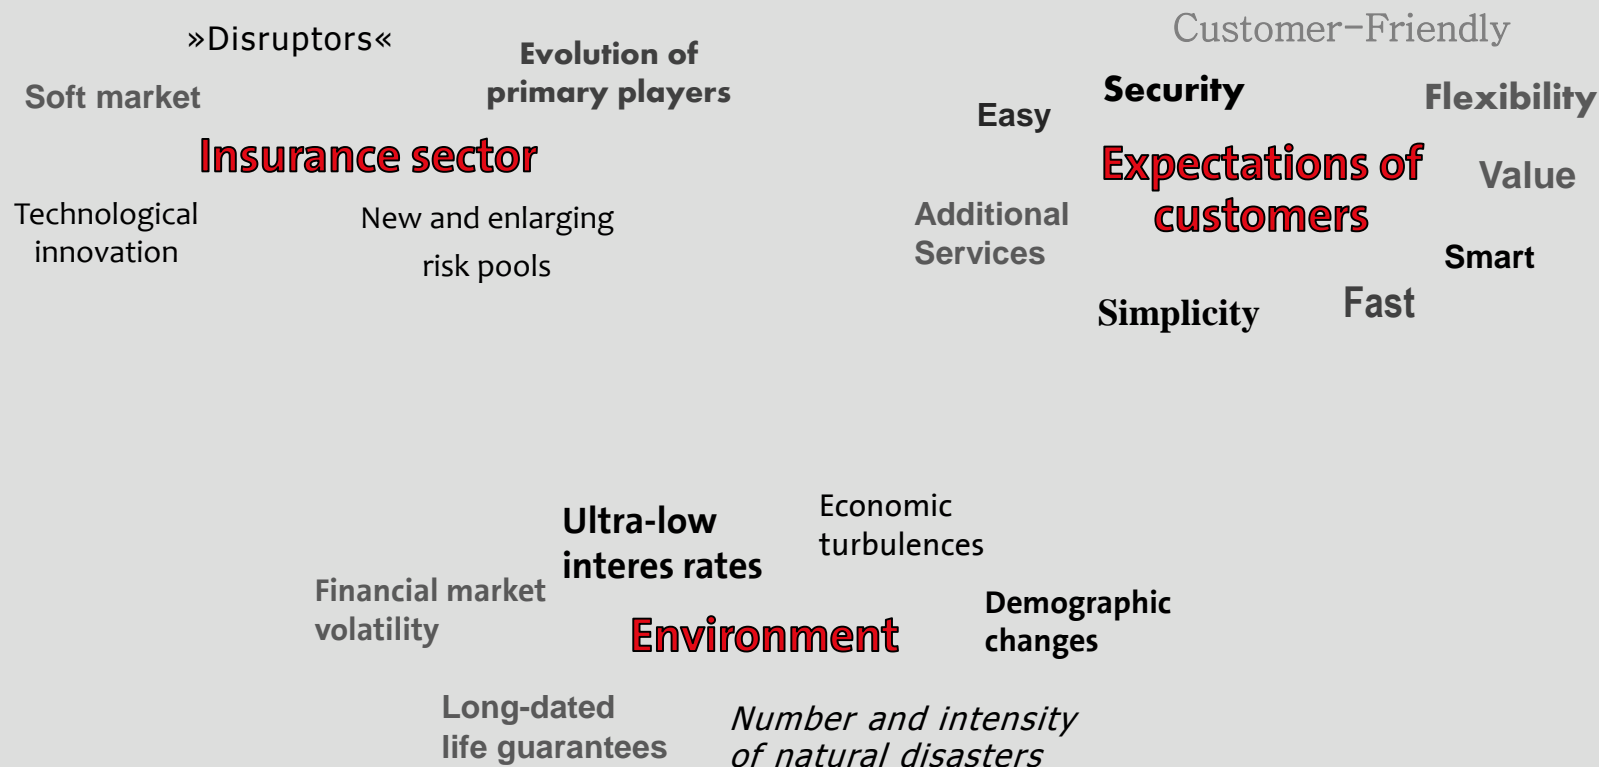 »Disruptors«
Evolution of
primary players
Soft market
Insurance sector
Technological
innovation
New and enlarging
risk pools
Customer-Friendly
Security
Flexibility
Easy
Expectations of
customers
Value
Additional
Services
Smart
Simplicity
Fast
Ultra-low
interes rates
Economic
turbulences
Financial market
volatility
Environment
Demographic
changes
Long-dated
life guarantees
Number and intensity
of natural disasters